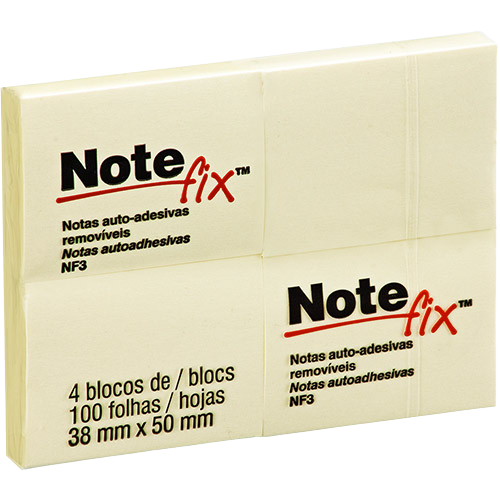 Note
fix™
Notas auto-adesivas
removíveis
Notas autoadhesivas
NF3
Note
fix™
Notas auto-adesivas
removíveis
Notas autoadhesivas
NF3
4 blocos de / blocs
100 folhas / hojas
38 mm x 50 mm